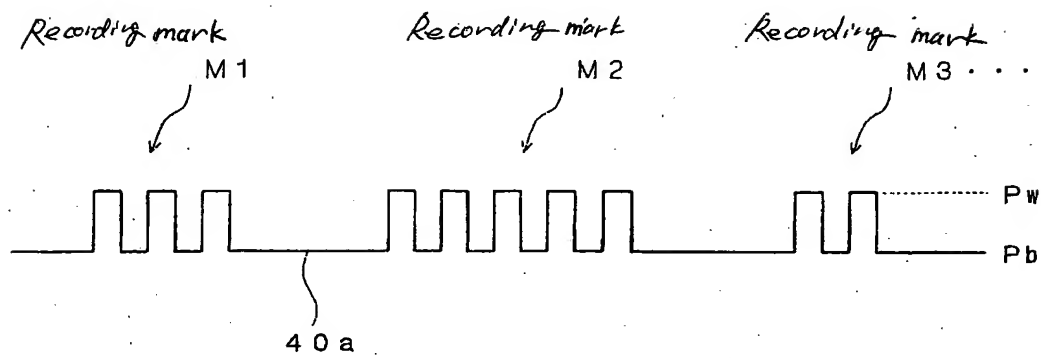 Recording mark Recording mark Recording mark
M1 M2 M3 · · ·
Pw
Pb
40a